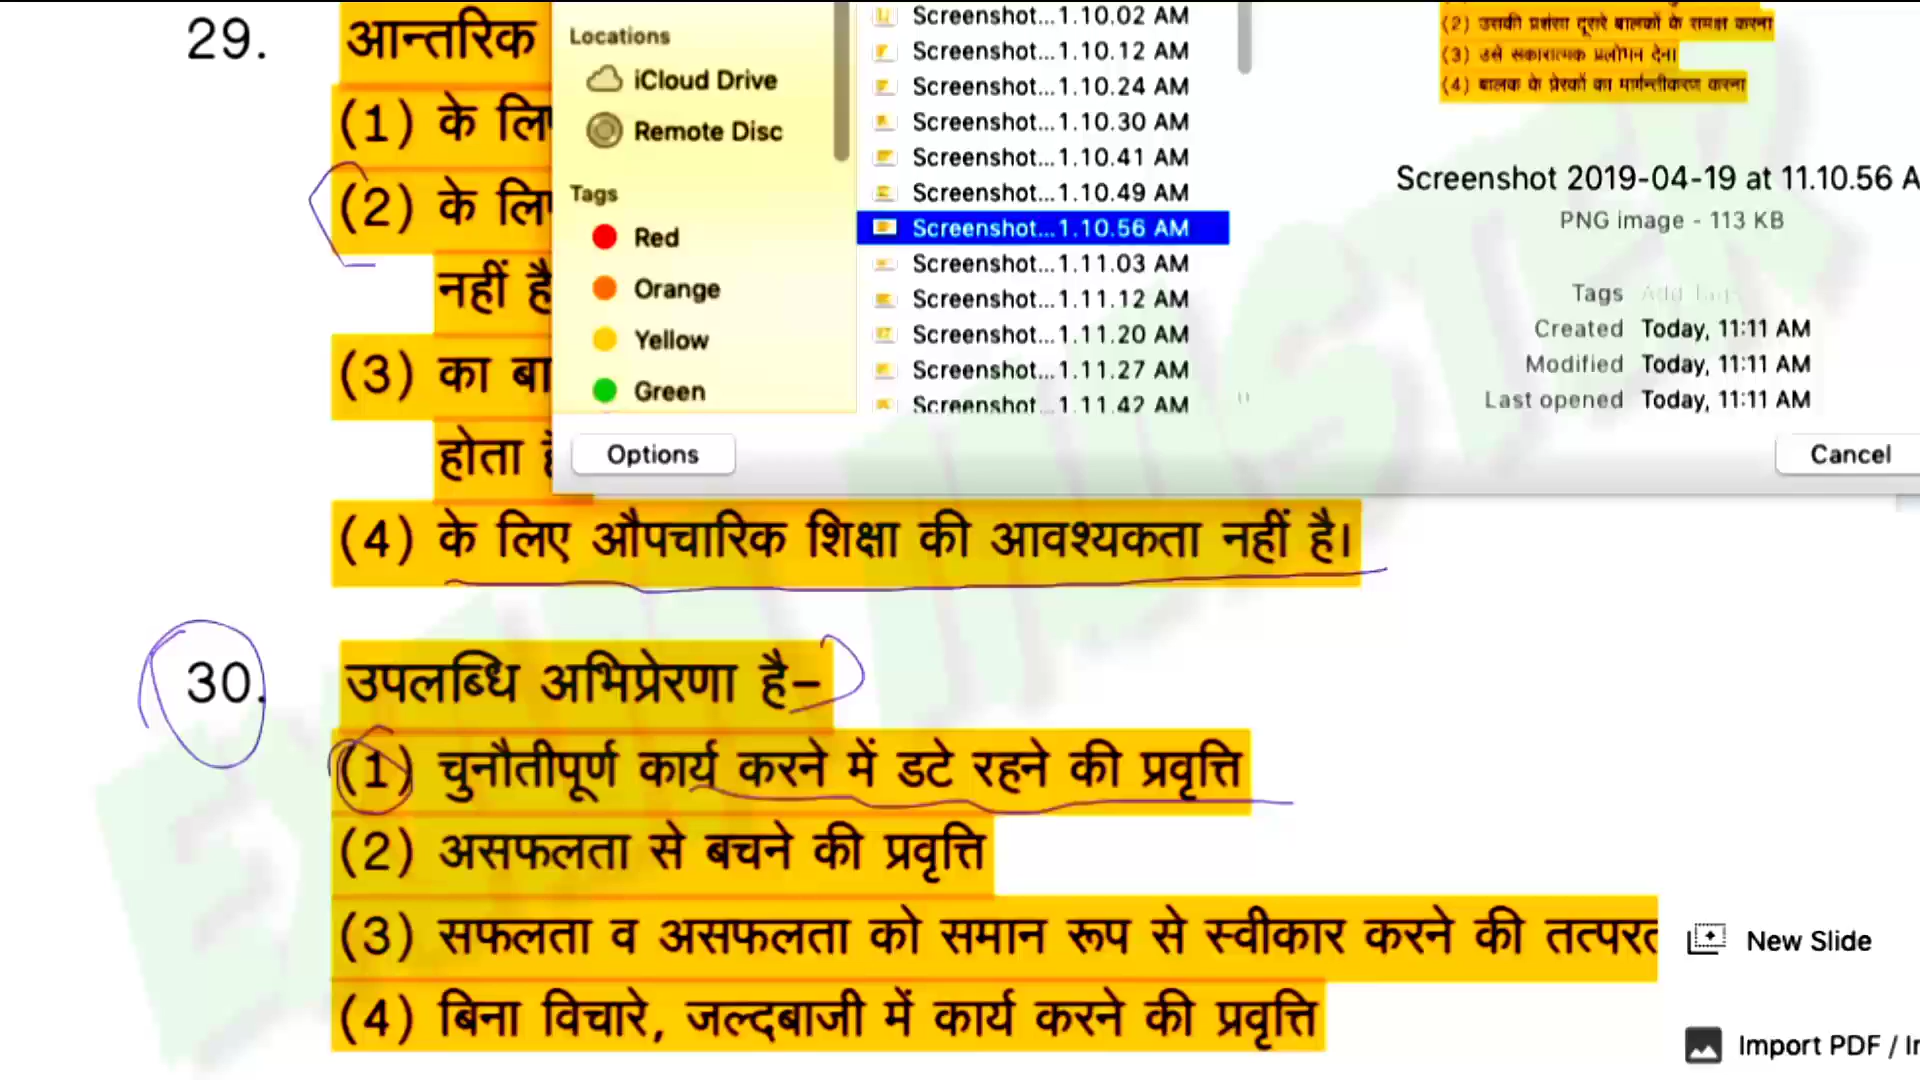 29.
आन्तरिक
(1) के
(2) के
नहीं
(3) का
होता
(4) के लिए औपचारिक शिक्षा की आवश्यकता नहीं है।
30. उपलब्धि अभिप्रेरणा है–
(1) चुनौतीपूर्ण कार्य करने में डटे रहने की प्रवृत्ति
(2) असफलता से बचने की प्रवृत्ति
(3) सफलता व असफलता को समान रूप से स्वीकार करने की
(4) बिना विचारे, जल्दबाजी में कार्य करने की प्रवृत्ति
Locations
iCloud Drive
Remote Disc
Tags
Red
Orange
Yellow
Green
Options
Screenshot...1.10.02 AM
Screenshot...1.10.12 AM
Screenshot...1.10.24 AM
Screenshot...1.10.30 AM
Screenshot...1.10.41 AM
Screenshot...1.10.49 AM
Screenshot...1.10.56 AM
Screenshot...1.11.03 AM
Screenshot...1.11.12 AM
Screenshot...1.11.20 AM
Screenshot...1.11.27 AM
Screenshot...1.11.42 AM
(2) उसकी प्रशंसा दूसरे बालकों के समक्ष करना
(3) उसे सकारात्मक प्रलोभन देना
(4) बालक के प्रेरकों का मार्गन्तीकरण करना
Screenshot 2019-04-19 at 11.10.56
PNG image - 113 KB
Tags Add Tags
Created Today, 11:11 AM
Modified Today, 11:11 AM
Last opened Today, 11:11 AM
Cancel
New Slide
Import PDF /